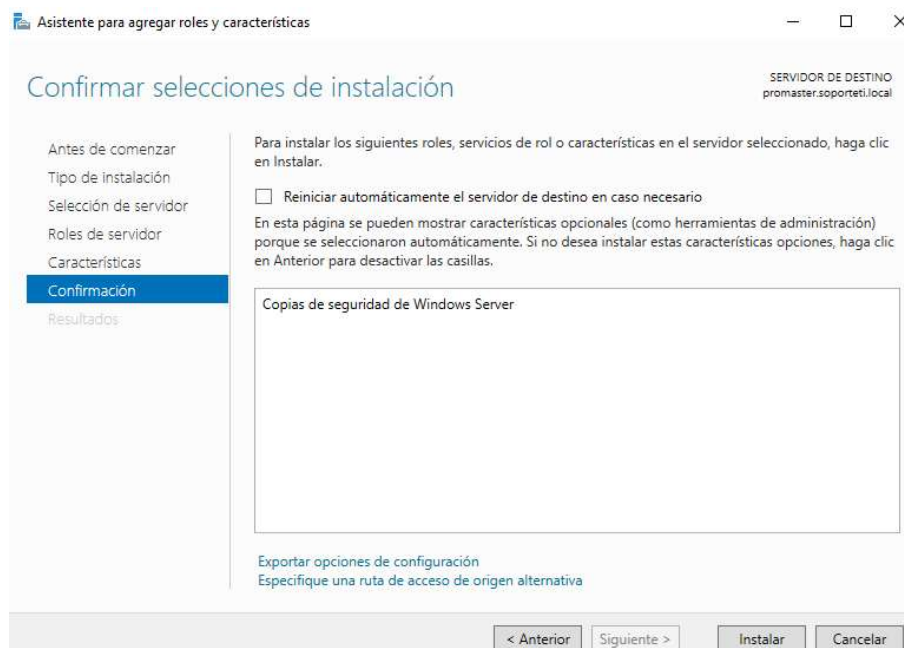 Asistente para agregar roles y características
Confirmar selecciones de instalación
SERVIDOR DE DESTINO
promaster.soporteti.local
Antes de comenzar
Tipo de instalación
Selección de servidor
Roles de servidor
Características
Confirmación
Resultados
Para instalar los siguientes roles, servicios de rol o características en el servidor seleccionado, haga clic
en Instalar.
Reiniciar automáticamente el servidor de destino en caso necesario
En esta página se pueden mostrar características opcionales (como herramientas de administración)
porque se seleccionaron automáticamente. Si no desea instalar estas características opciones, haga clic
en Anterior para desactivar las casillas.
Copias de seguridad de Windows Server
Exportar opciones de configuración
Especifique una ruta de acceso de origen alternativa
< Anterior
Siguiente >
Instalar
Cancelar